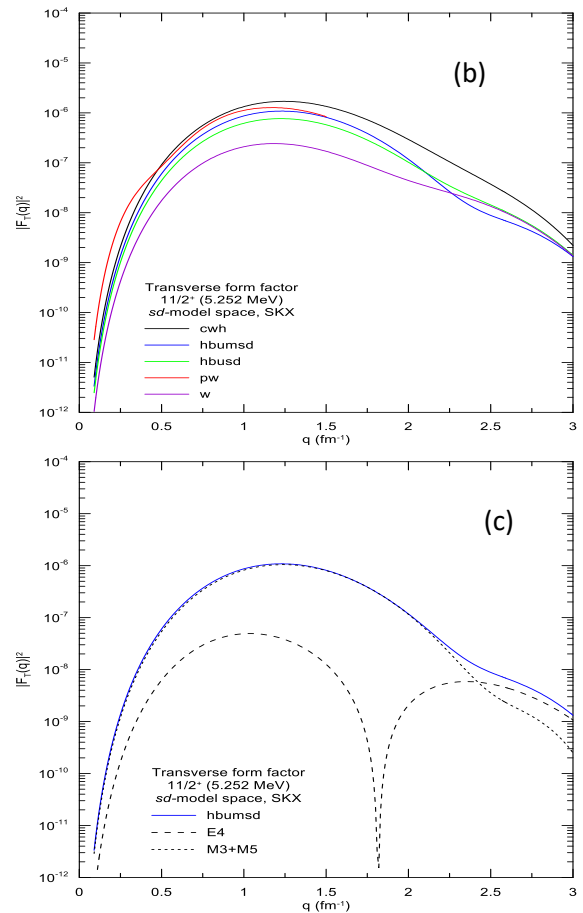 10⁻⁴
(b)
10⁻⁵
10⁻⁶
10⁻⁷
|F_T(q)|²
10⁻⁸
10⁻⁹
10⁻¹⁰
10⁻¹¹
10⁻¹²
Transverse form factor
11/2⁺ (5.252 MeV)
sd-model space, SKX
cwh
hbumsd
hbusd
pw
w
0 0.5 1 1.5 2 2.5 3
q (fm⁻¹)
10⁻⁴
(c)
10⁻⁵
10⁻⁶
10⁻⁷
|F_T(q)|²
10⁻⁸
10⁻⁹
10⁻¹⁰
10⁻¹¹
10⁻¹²
Transverse form factor
11/2⁺ (5.252 MeV)
sd-model space, SKX
hbumsd
E4
M3+M5
0 0.5 1 1.5 2 2.5 3
q (fm⁻¹)